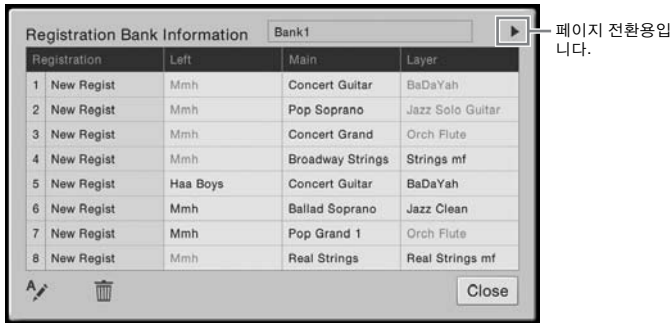 Registration Bank Information Bank1
페이지 전환용입
니다.
Registration Left Main Layer
1 New Regist Mmh Concert Guitar BaDaYah
2 New Regist Mmh Pop Soprano Jazz Solo Guitar
3 New Regist Mmh Concert Grand Orch Flute
4 New Regist Mmh Broadway Strings Strings mf
5 New Regist Haa Boys Concert Guitar BaDaYah
6 New Regist Mmh Ballad Soprano Jazz Clean
7 New Regist Mmh Pop Grand 1 Orch Flute
8 New Regist Mmh Real Strings Real Strings mf
A Close